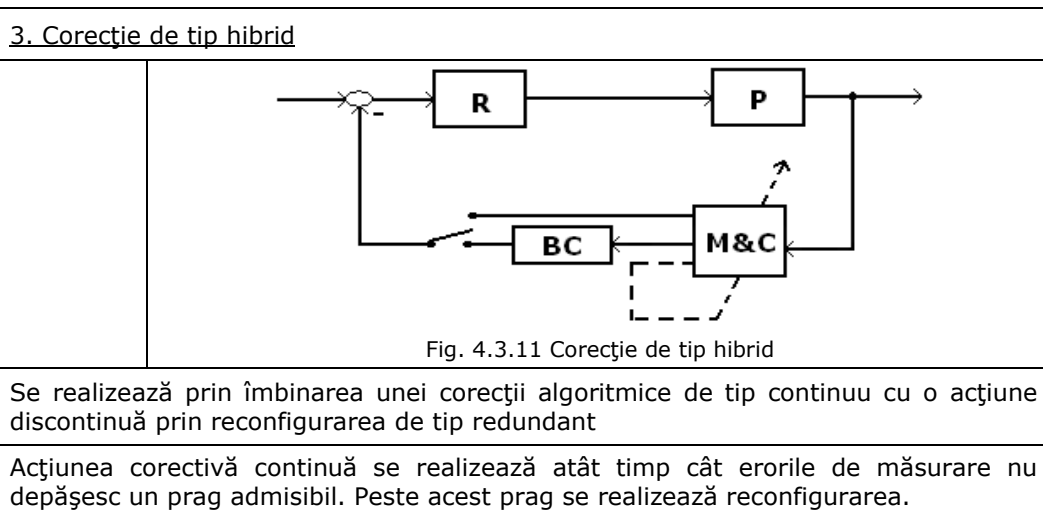 3. Corecţie de tip hibrid
R
P
-
BC
M&C
Fig. 4.3.11 Corecţie de tip hibrid
Se realizează prin îmbinarea unei corecţii algoritmice de tip continuu cu o acţiune
discontinuă prin reconfigurarea de tip redundant
Acţiunea corectivă continuă se realizează atât timp cât erorile de măsurare nu
depăşesc un prag admisibil. Peste acest prag se realizează reconfigurarea.